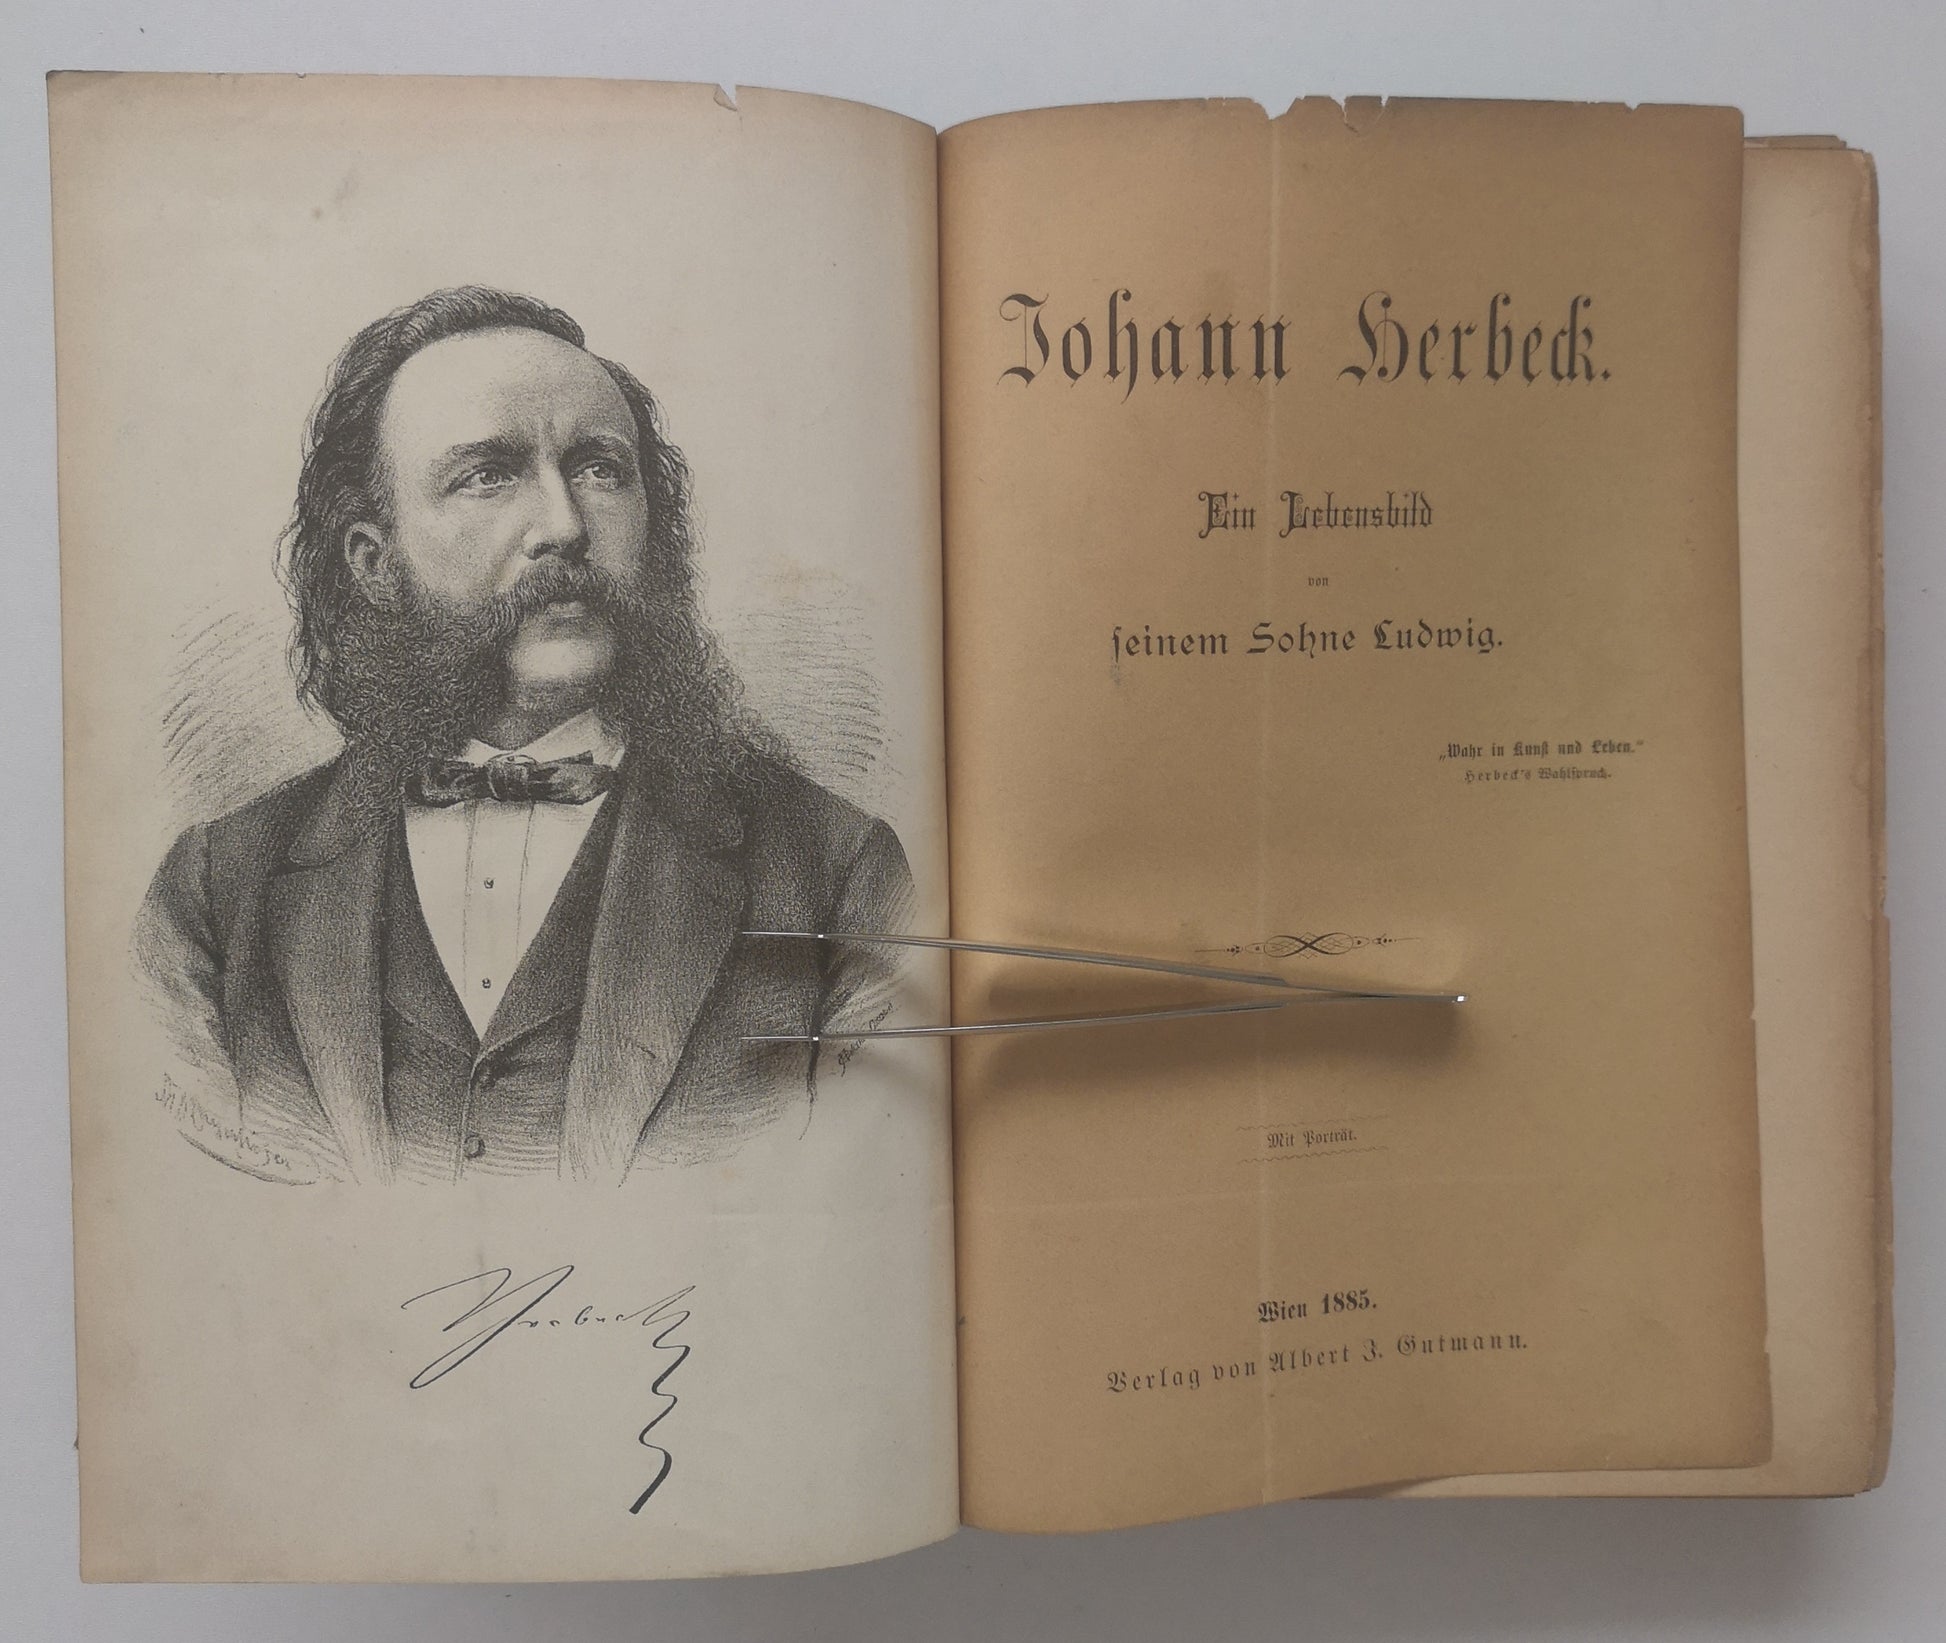 Herbeck
Johann Herbeck.
Ein Lebensbild
von
seinem Sohne Ludwig.
„Wahr in Kunst und Leben.“
Herbeck's Wahlspruch.
Mit Porträt.
Wien 1885.
Verlag von Albert J. Gutmann.